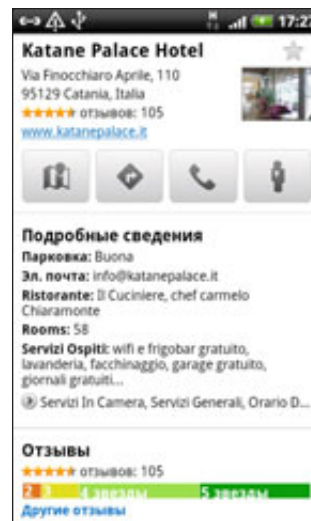 17:27
Katane Palace Hotel
Via Finocchiaro Aprile, 110
95129 Catania, Italia
отзывов: 105
www.katanepalace.it
Подробные сведения
Парковка: Buona
Эл. почта: info@katanepalace.it
Ristorante: Il Cuciniere, chef carmelo
Chiaramonte
Rooms: 58
Servizi Ospiti: wifi e frigobar gratuito,
lavanderia, facchinaggio, garage gratuito,
giornali gratuiti...
Servizi In Camera, Servizi Generali, Orario D...
Отзывы
отзывов: 105
2 3 4 звезды 5 звезды
Другие отзывы